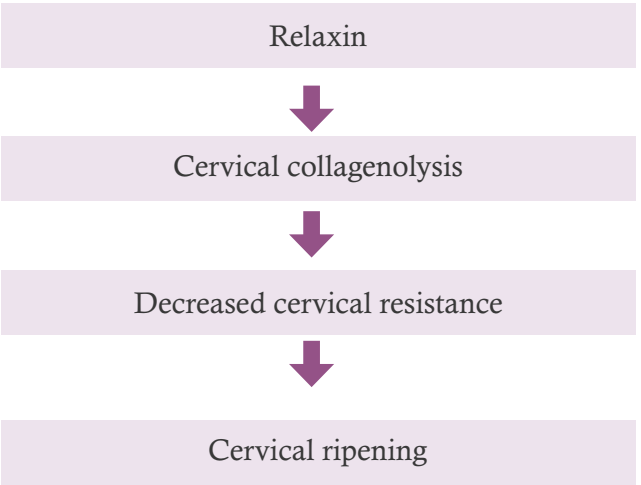 Relaxin
Cervical collagenolysis
Decreased cervical resistance
Cervical ripening